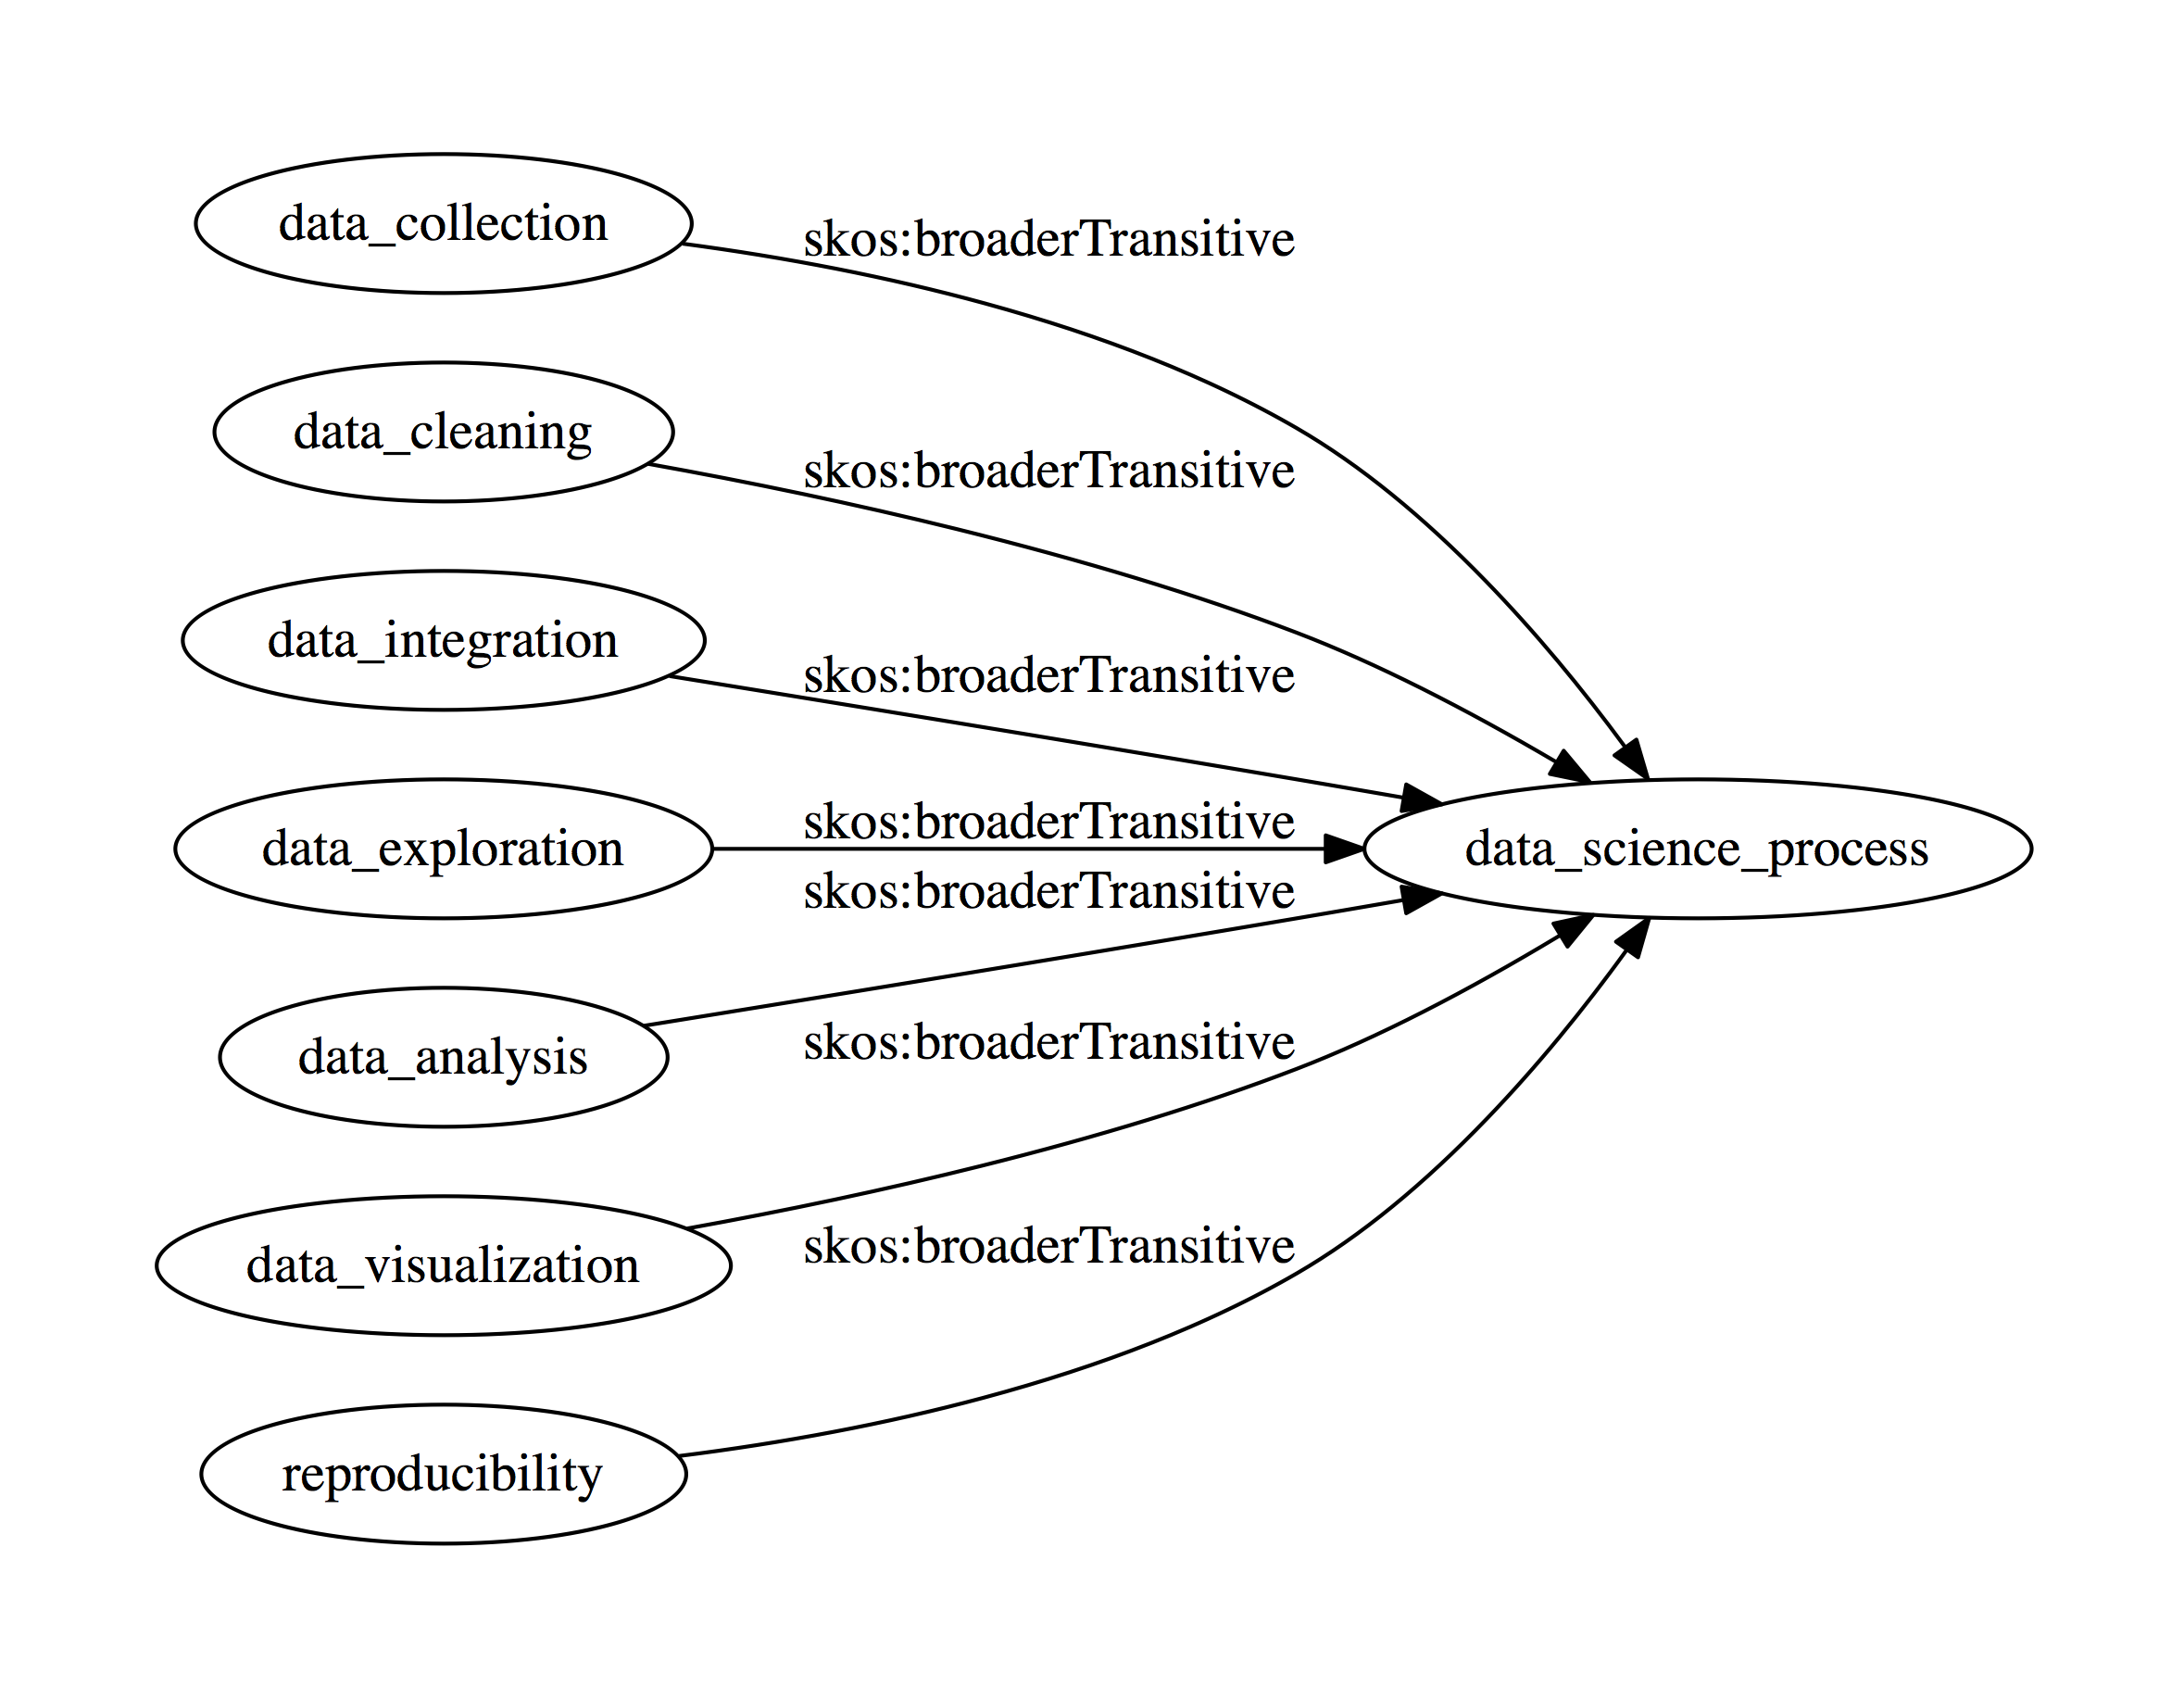 data_collection
skos:broaderTransitive
data_cleaning
skos:broaderTransitive
data_integration
skos:broaderTransitive
data_exploration
skos:broaderTransitive
data_science_process
skos:broaderTransitive
data_analysis
skos:broaderTransitive
data_visualization
skos:broaderTransitive
reproducibility